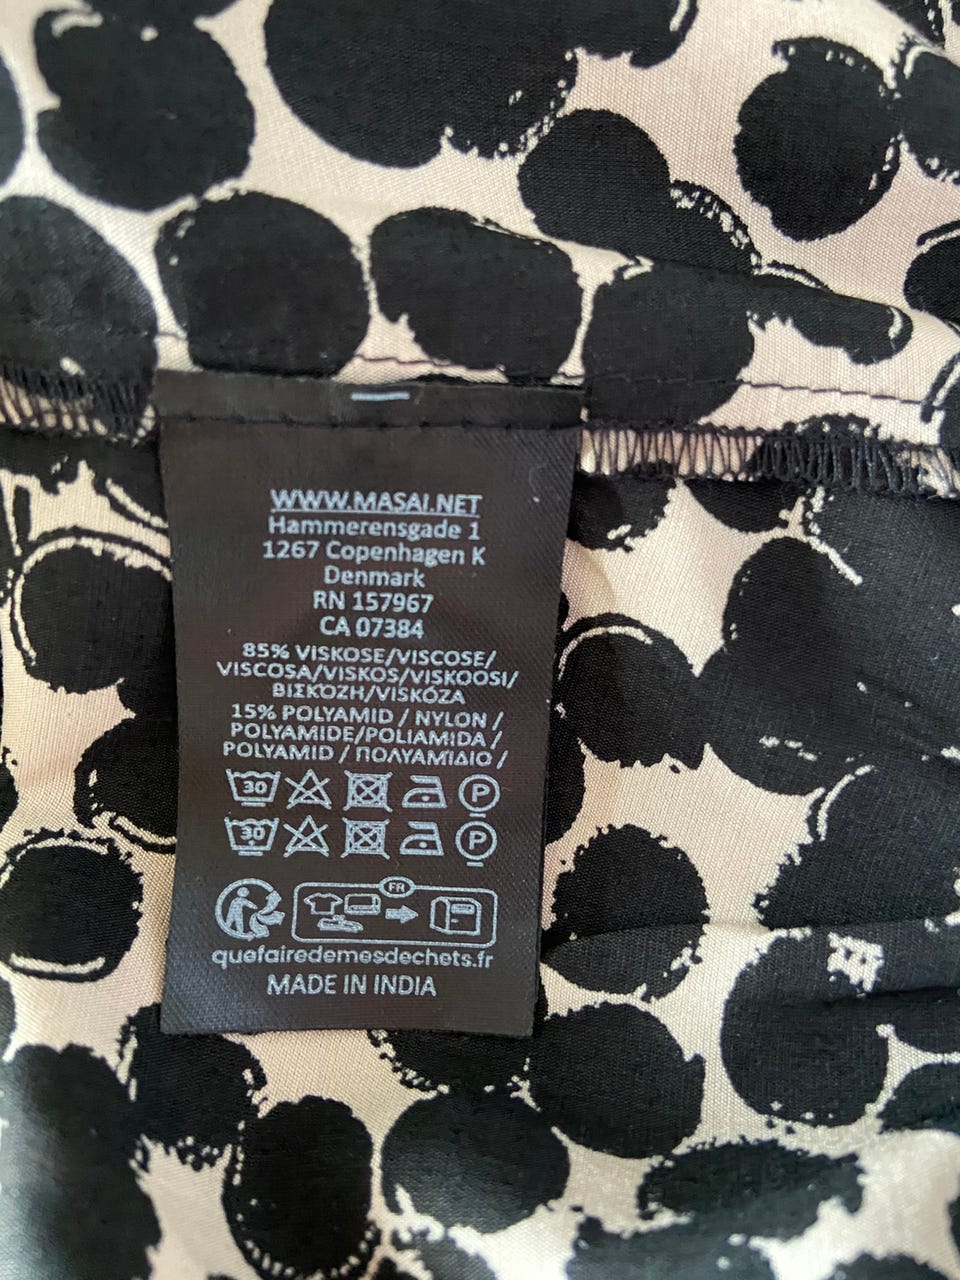 WWW.MASAI.NET
Hammerensgade 1
1267 Copenhagen K
Denmark
RN 157967
CA 07384
85% VISKOSE/VISCOSE/
VISCOSA/VISKOS/VISKOOSI/
ΒΙΣΚΌΖΗ/VISKÓZA
15% POLYAMID / NYLON /
POLYAMIDE/POLIAMIDA/
POLYAMID / ΠΟΛΥΑΜΙΔΙΟ /
30 P
30 P
FR
quefairedemesdechets.fr
MADE IN INDIA